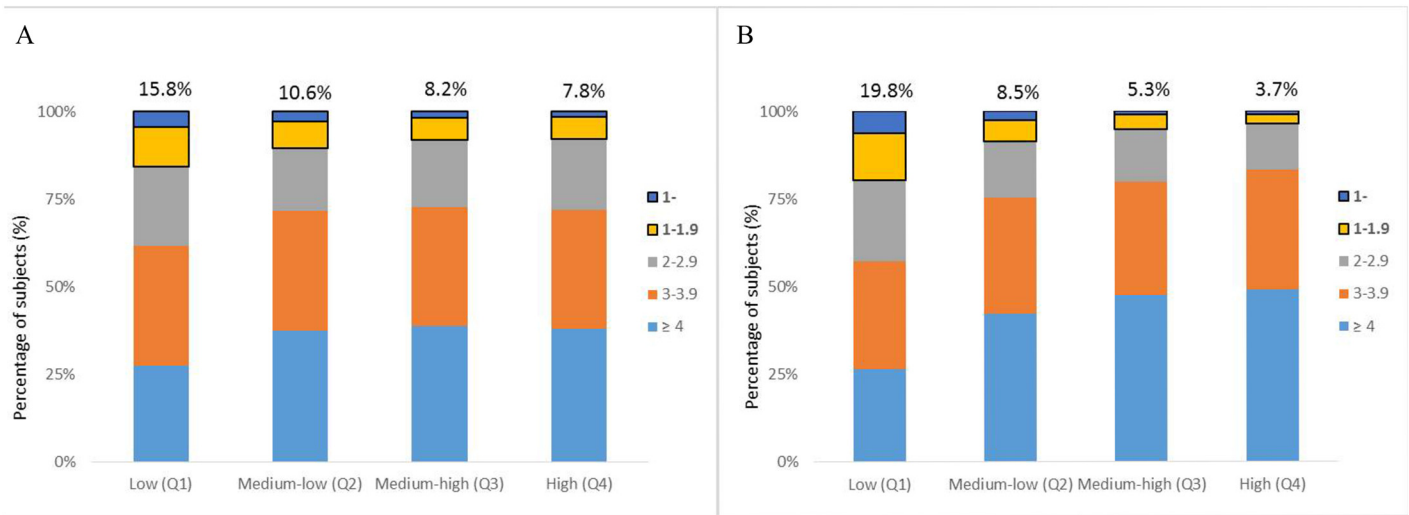 A
15.8% 10.6% 8.2% 7.8%
100%
75%
50%
25%
0%
Percentage of subjects (%)
Low (Q1) Medium-low (Q2) Medium-high (Q3) High (Q4)
1-
1-1.9
2-2.9
3-3.9
≥ 4
B
19.8% 8.5% 5.3% 3.7%
100%
75%
50%
25%
0%
Percentage of subjects (%)
Low (Q1) Medium-low (Q2) Medium-high (Q3) High (Q4)
1-
1-1.9
2-2.9
3-3.9
≥ 4